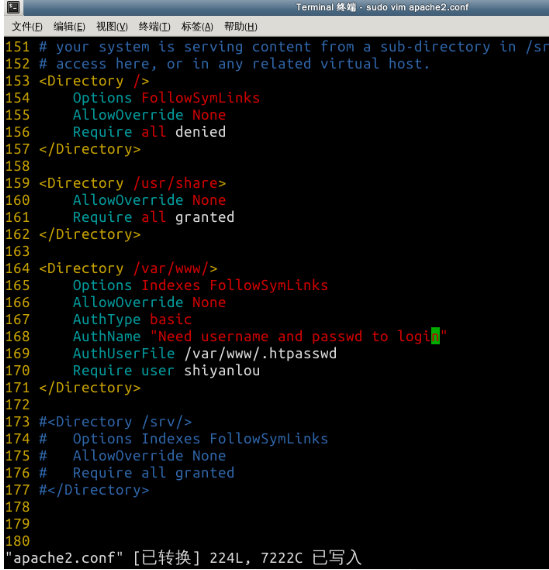 Terminal 终端 - sudo vim apache2.conf
文件(F) 编辑(E) 视图(V) 终端(T) 标签(A) 帮助(H)
151 # your system is serving content from a sub-directory in /sr
152 # access here, or in any related virtual host.
153 <Directory />
154     Options FollowSymLinks
155     AllowOverride None
156     Require all denied
157 </Directory>
158
159 <Directory /usr/share>
160     AllowOverride None
161     Require all granted
162 </Directory>
163
164 <Directory /var/www/>
165     Options Indexes FollowSymLinks
166     AllowOverride None
167     AuthType basic
168     AuthName "Need username and passwd to login"
169     AuthUserFile /var/www/.htpasswd
170     Require user shiyanlou
171 </Directory>
172
173 #<Directory /srv/>
174 #   Options Indexes FollowSymLinks
175 #   AllowOverride None
176 #   Require all granted
177 #</Directory>
178
179
180
"apache2.conf" [已转换] 224L, 7222C 已写入